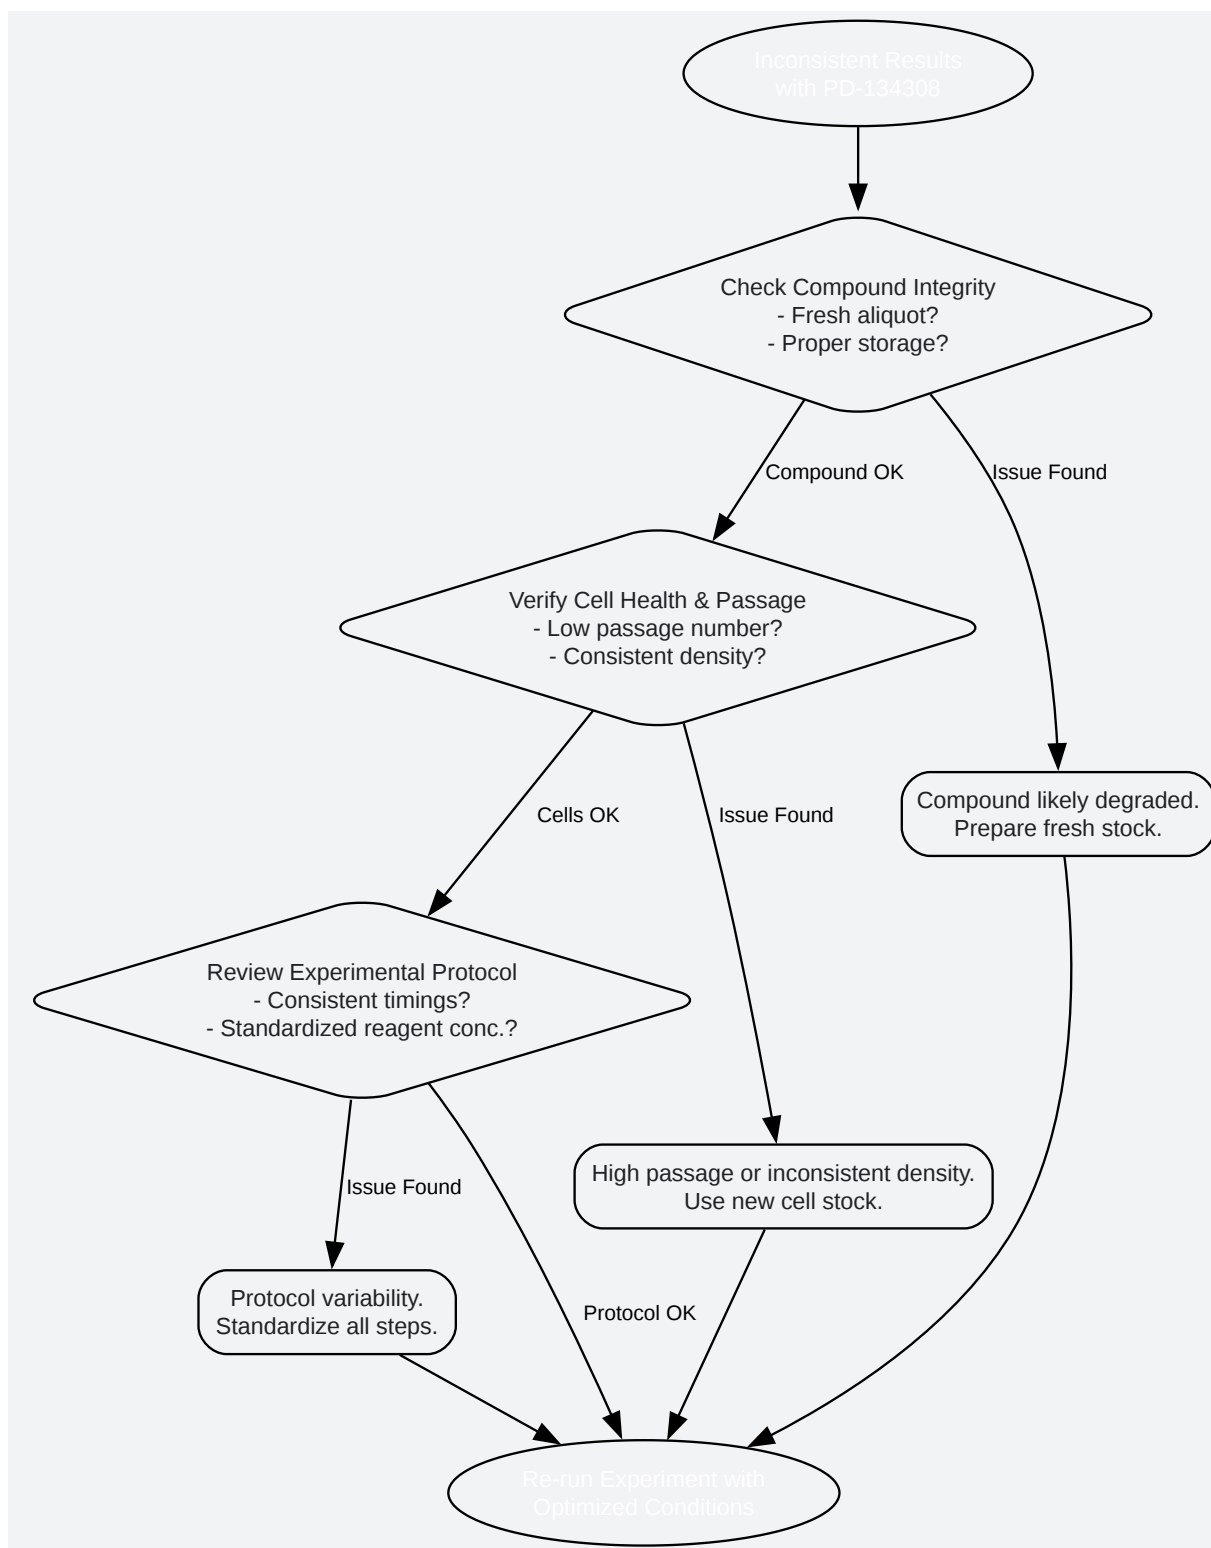 Inconsistent Results
with PD-134308
Check Compound Integrity
- Fresh aliquot?
- Proper storage?
Compound OK
Issue Found
Verify Cell Health & Passage
- Low passage number?
- Consistent density?
Cells OK
Issue Found
Compound likely degraded.
Prepare fresh stock.
Review Experimental Protocol
- Consistent timings?
- Standardized reagent conc.?
Issue Found
High passage or inconsistent density.
Use new cell stock.
Protocol variability.
Standardize all steps.
Protocol OK
Re-run Experiment with
Optimized Conditions